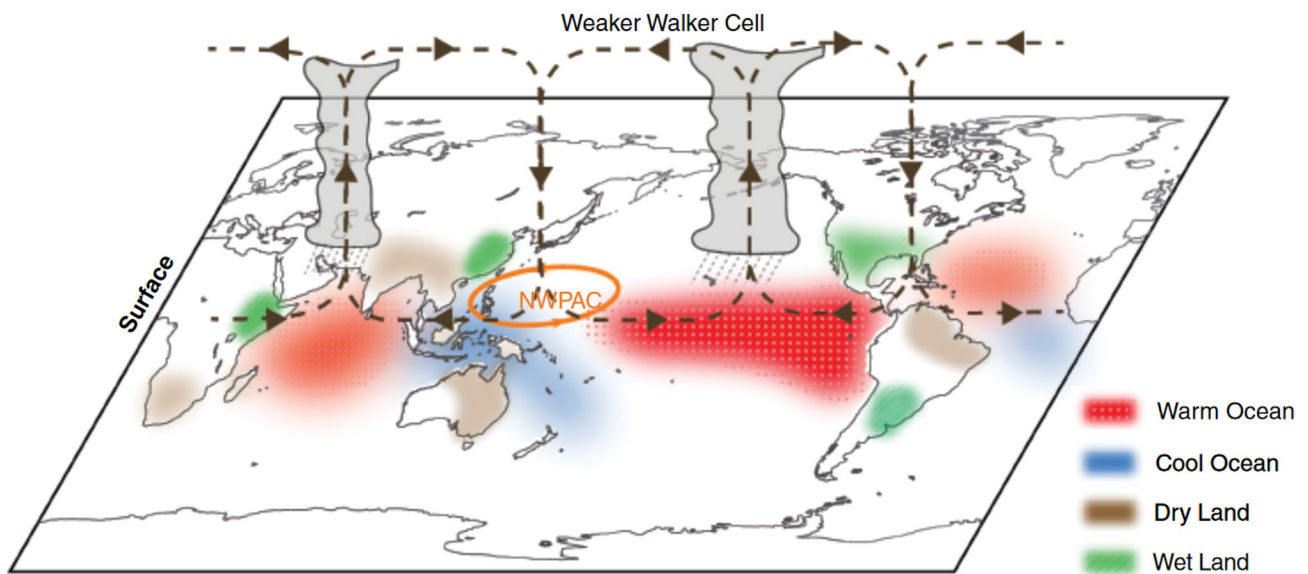 Weaker Walker Cell
Surface
NWPAC
Warm Ocean
Cool Ocean
Dry Land
Wet Land